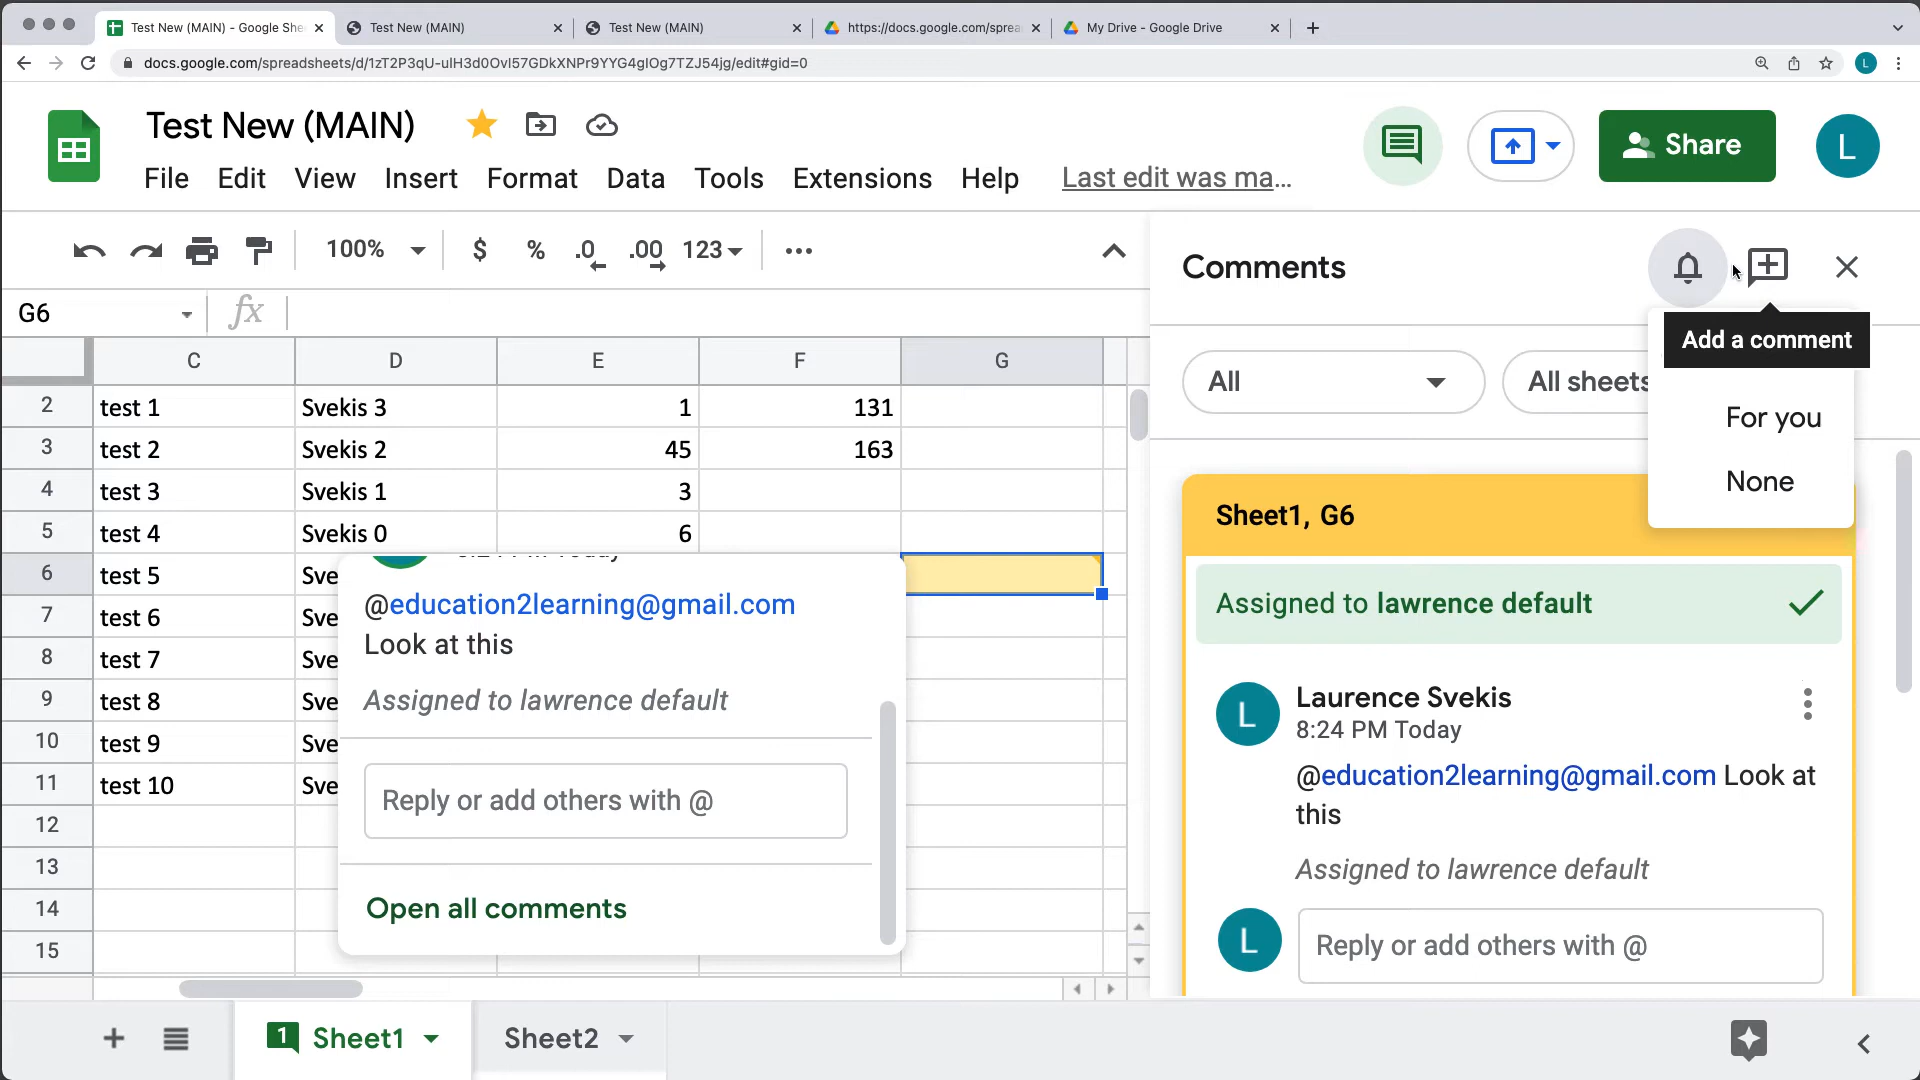 Test New (MAIN) - Google She
Test New (MAIN)
Test New (MAIN)
https://docs.google.com/sprea
My Drive - Google Drive
docs.google.com/spreadsheets/d/1zT2P3qU-uIH3d0Ovl57GDkXNPr9YYG4gIOg7TZJ54jg/edit#gid=0
L
Test New (MAIN)
Share
L
File Edit View Insert Format Data Tools Extensions Help Last edit was ma...
100% $ % .0 .00 123
G6 fx
C D E F G
2 test 1 Svekis 3 1 131
3 test 2 Svekis 2 45 163
4 test 3 Svekis 1 3
5 test 4 Svekis 0 6
6 test 5 Sve
7 test 6 Sve
8 test 7 Sve
9 test 8 Sve
10 test 9 Sve
11 test 10 Sve
12
13
14
15
@education2learning@gmail.com
Look at this
Assigned to lawrence default
Reply or add others with @
Open all comments
Comments
Add a comment
All
All sheets
For you
None
Sheet1, G6
Assigned to lawrence default
L
Laurence Svekis
8:24 PM Today
@education2learning@gmail.com Look at
this
Assigned to lawrence default
L
Reply or add others with @
1 Sheet1
Sheet2